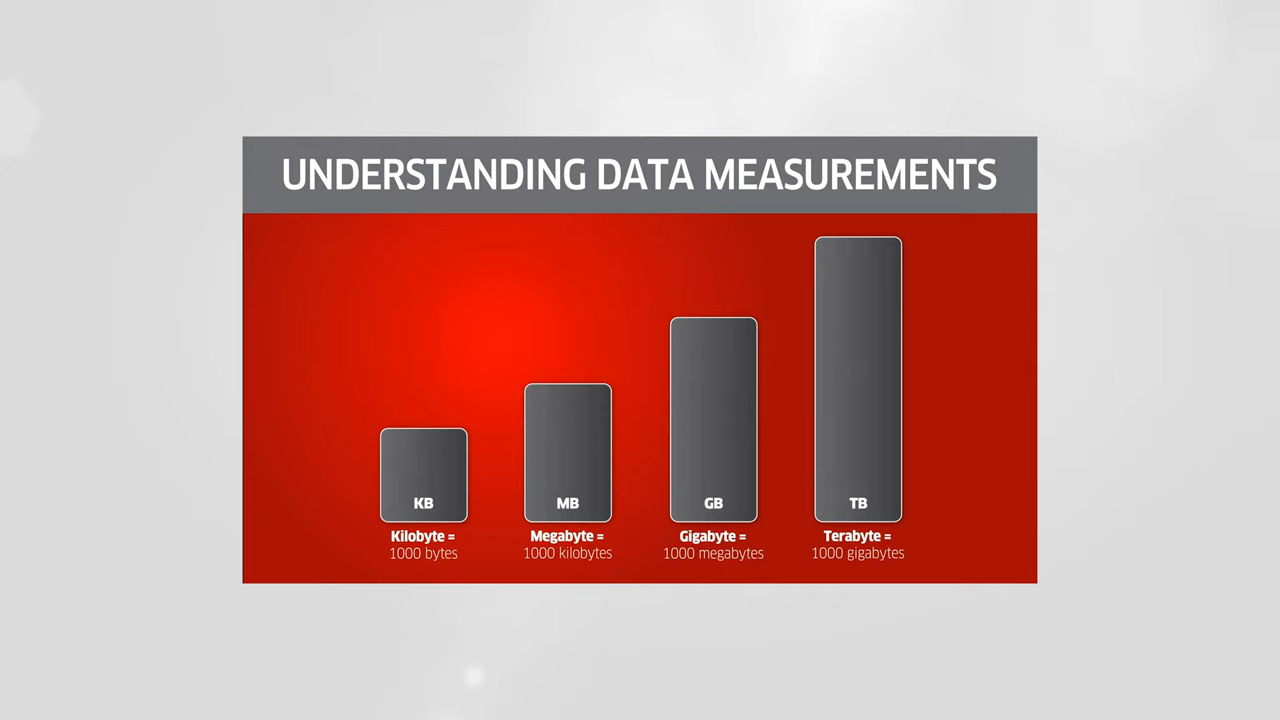 UNDERSTANDING DATA MEASUREMENTS
KB
MB
GB
TB
Kilobyte =
1000 bytes
Megabyte =
1000 kilobytes
Gigabyte =
1000 megabytes
Terabyte =
1000 gigabytes